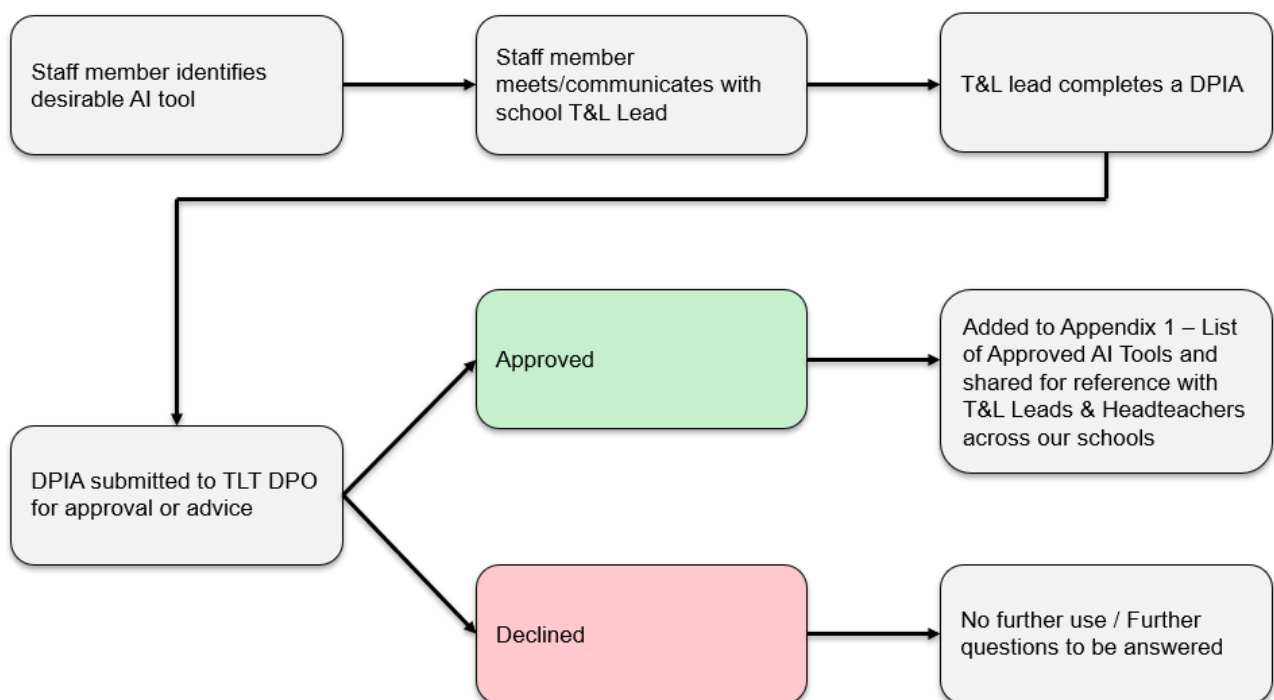 Staff member identifies
desirable AI tool
Staff member
meets/communicates with
school T&L Lead
T&L lead completes a DPIA
DPIA submitted to TLT DPO
for approval or advice
Approved
Added to Appendix 1 – List
of Approved AI Tools and
shared for reference with
T&L Leads & Headteachers
across our schools
Declined
No further use / Further
questions to be answered